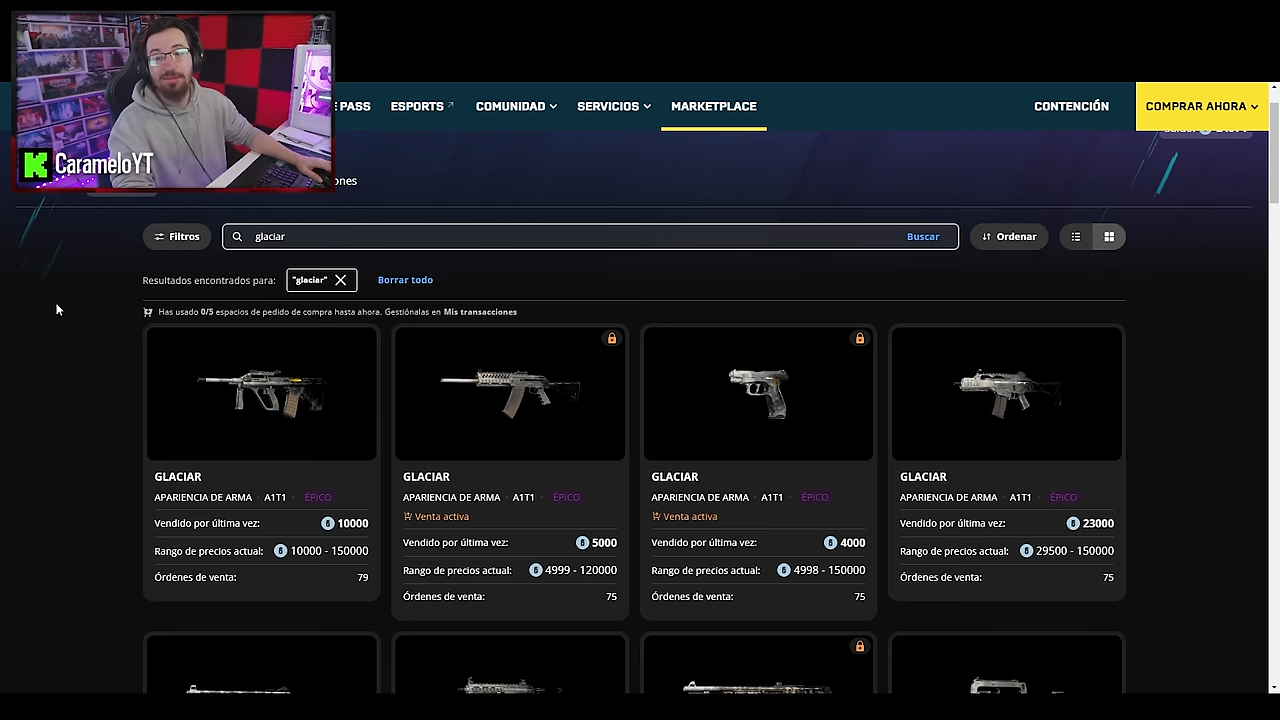 CarameloYT
PASS
ESPORTS
COMUNIDAD
SERVICIOS
MARKETPLACE
CONTENCIÓN
COMPRAR AHORA
ones
Filtros
glaciar
Buscar
Ordenar
Resultados encontrados para:
"glaciar"
Borrar todo
Has usado 0/5 espacios de pedido de compra hasta ahora. Gestiónalas en Mis transacciones
GLACIAR
APARIENCIA DE ARMA · A1T1 · ÉPICO
Vendido por última vez: 10000
Rango de precios actual: 10000 - 150000
Órdenes de venta: 79
GLACIAR
APARIENCIA DE ARMA · A1T1 · ÉPICO
Venta activa
Vendido por última vez: 5000
Rango de precios actual: 4999 - 120000
Órdenes de venta: 75
GLACIAR
APARIENCIA DE ARMA · A1T1 · ÉPICO
Venta activa
Vendido por última vez: 4000
Rango de precios actual: 4998 - 150000
Órdenes de venta: 75
GLACIAR
APARIENCIA DE ARMA · A1T1 · ÉPICO
Vendido por última vez: 23000
Rango de precios actual: 29500 - 150000
Órdenes de venta: 75